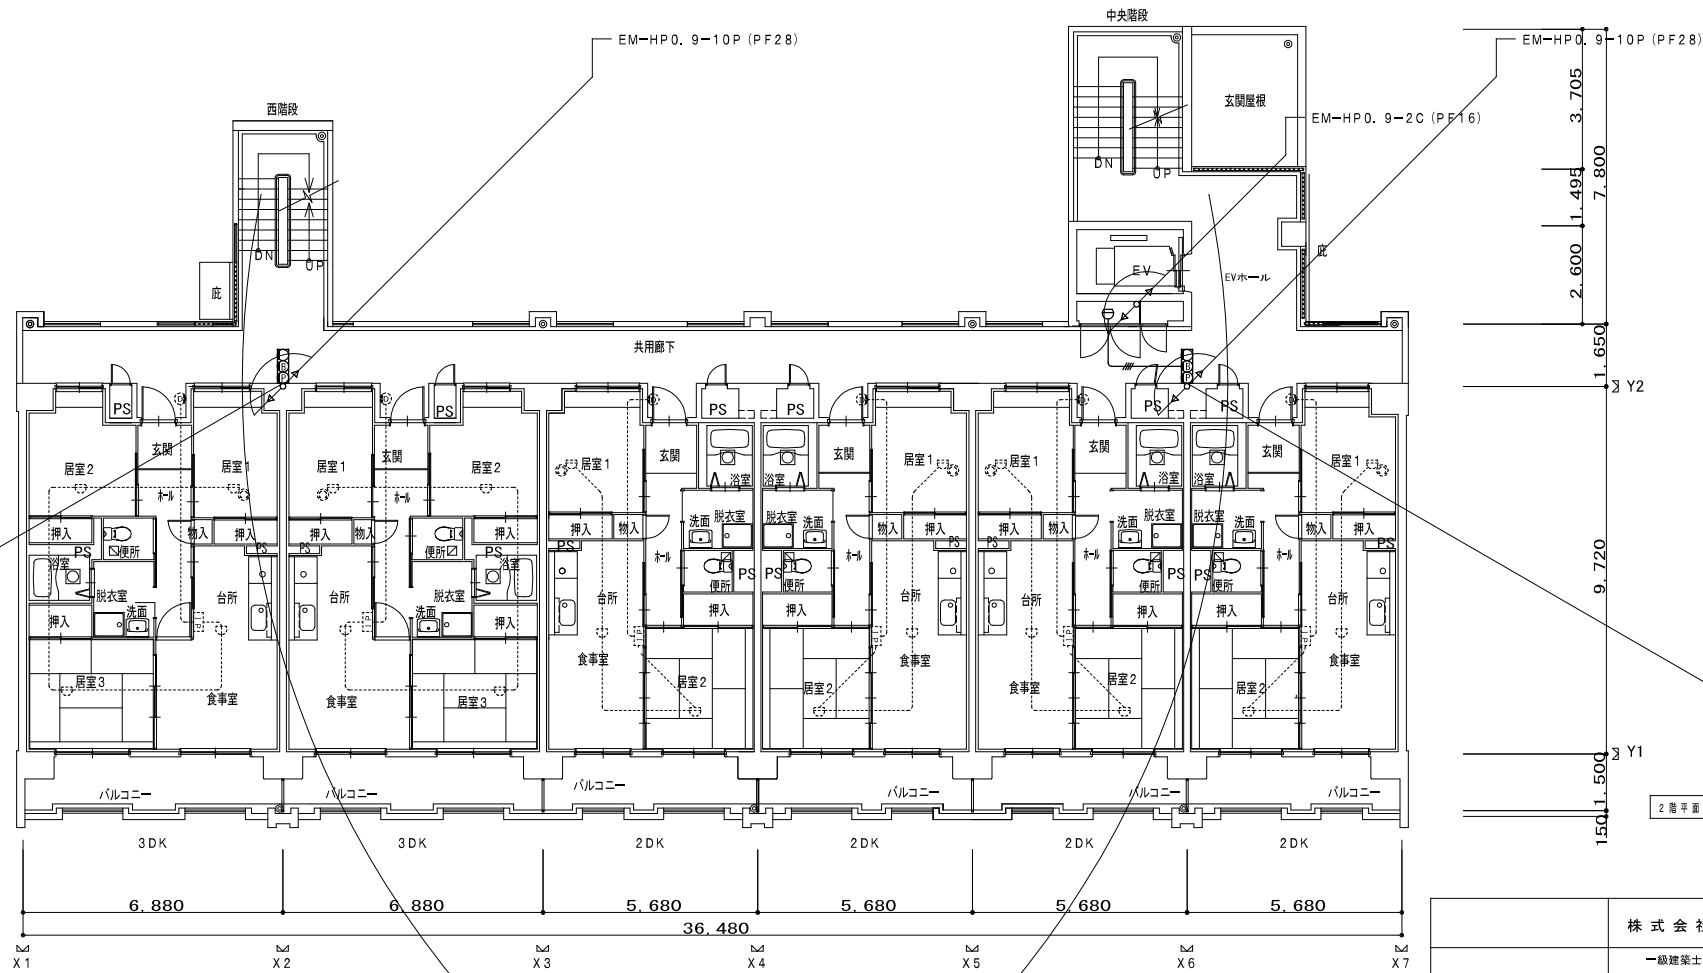 中央階段
EM-HP0.9-10P (PF28)
EM-HP0.9-10P (PF28)
西階段
玄関屋根
EM-HP0.9-2C (PF16)
DN
UP
DN
UP
庇
EV
EVホール
庇
共用廊下
3,705
1,495
7,800
2,600
1,650
Y2
9,720
Y1
1,500
150
B
P
B
P
PS
PS
PS
PS
PS
PS
居室2
玄関
居室1
居室1
玄関
居室2
居室1
玄関
浴室
浴室
玄関
居室1
居室1
玄関
浴室
浴室
玄関
居室1
ホール
ホール
押入
便所
物入
押入
押入
物入
便所
押入
押入
物入
洗面
脱衣室
脱衣室
洗面
物入
押入
押入
物入
洗面
脱衣室
脱衣室
洗面
物入
押入
PS
浴室
PS
PS
PS
浴室
PS
ホール
便所
PS
PS
便所
ホール
PS
PS
ホール
便所
PS
PS
便所
ホール
PS
脱衣室
洗面
台所
台所
脱衣室
洗面
台所
台所
台所
台所
押入
押入
押入
押入
押入
押入
居室3
食事室
食事室
居室3
食事室
居室2
居室2
食事室
食事室
居室2
居室2
食事室
バルコニー
バルコニー
バルコニー
バルコニー
バルコニー
バルコニー
2階平面
3DK
3DK
2DK
2DK
2DK
2DK
6,880
6,880
5,680
5,680
5,680
5,680
36,480
X1
X2
X3
X4
X5
X6
X7
株式会社
一級建築士